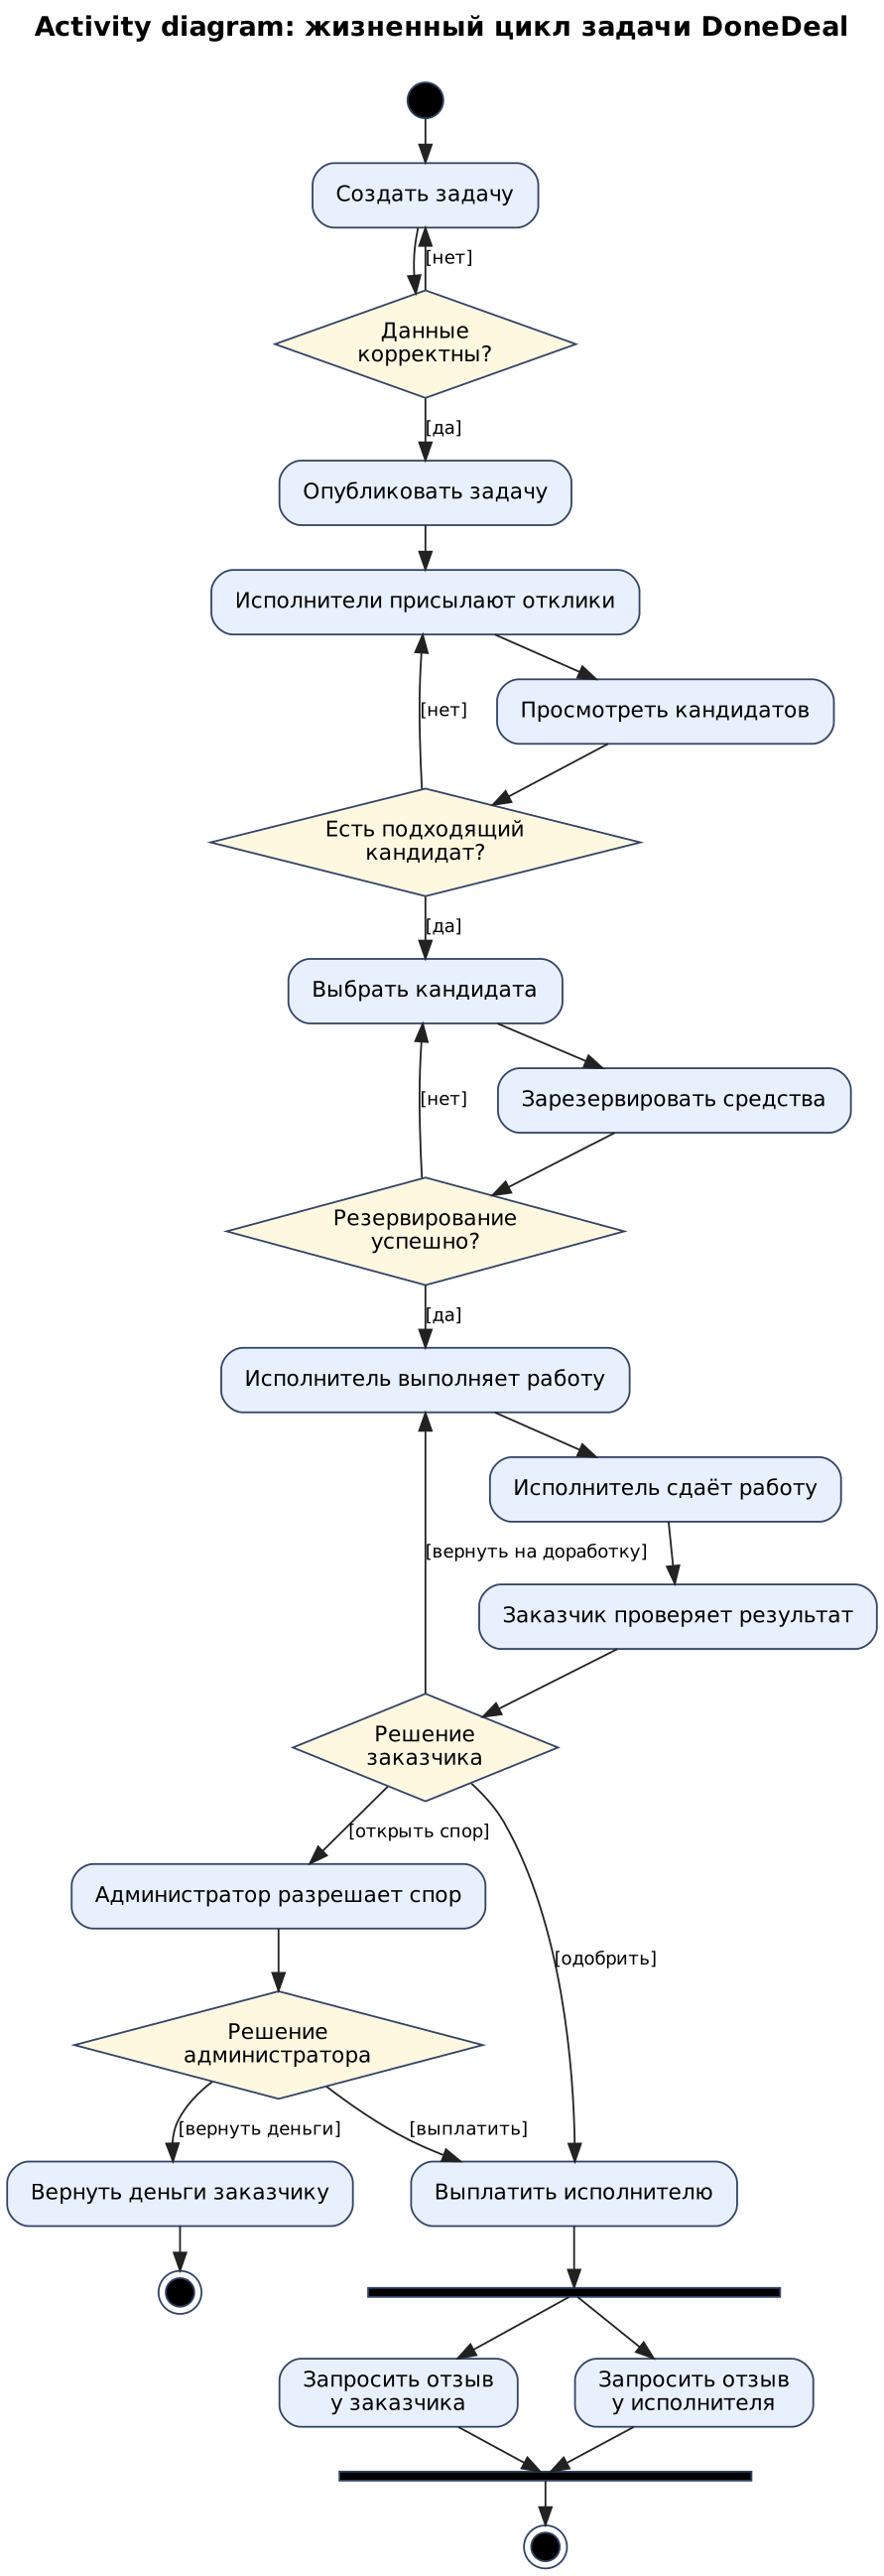 Activity diagram: жизненный цикл задачи DoneDeal
Создать задачу
[нет]
Данные
корректны?
[да]
Опубликовать задачу
Исполнители присылают отклики
Просмотреть кандидатов
[нет]
Есть подходящий
кандидат?
[да]
Выбрать кандидата
Зарезервировать средства
[нет]
Резервирование
успешно?
[да]
Исполнитель выполняет работу
Исполнитель сдаёт работу
[вернуть на доработку]
Заказчик проверяет результат
Решение
заказчика
[открыть спор]
Администратор разрешает спор
[одобрить]
Решение
администратора
[вернуть деньги]
[выплатить]
Вернуть деньги заказчику
Выплатить исполнителю
Запросить отзыв
у заказчика
Запросить отзыв
у исполнителя